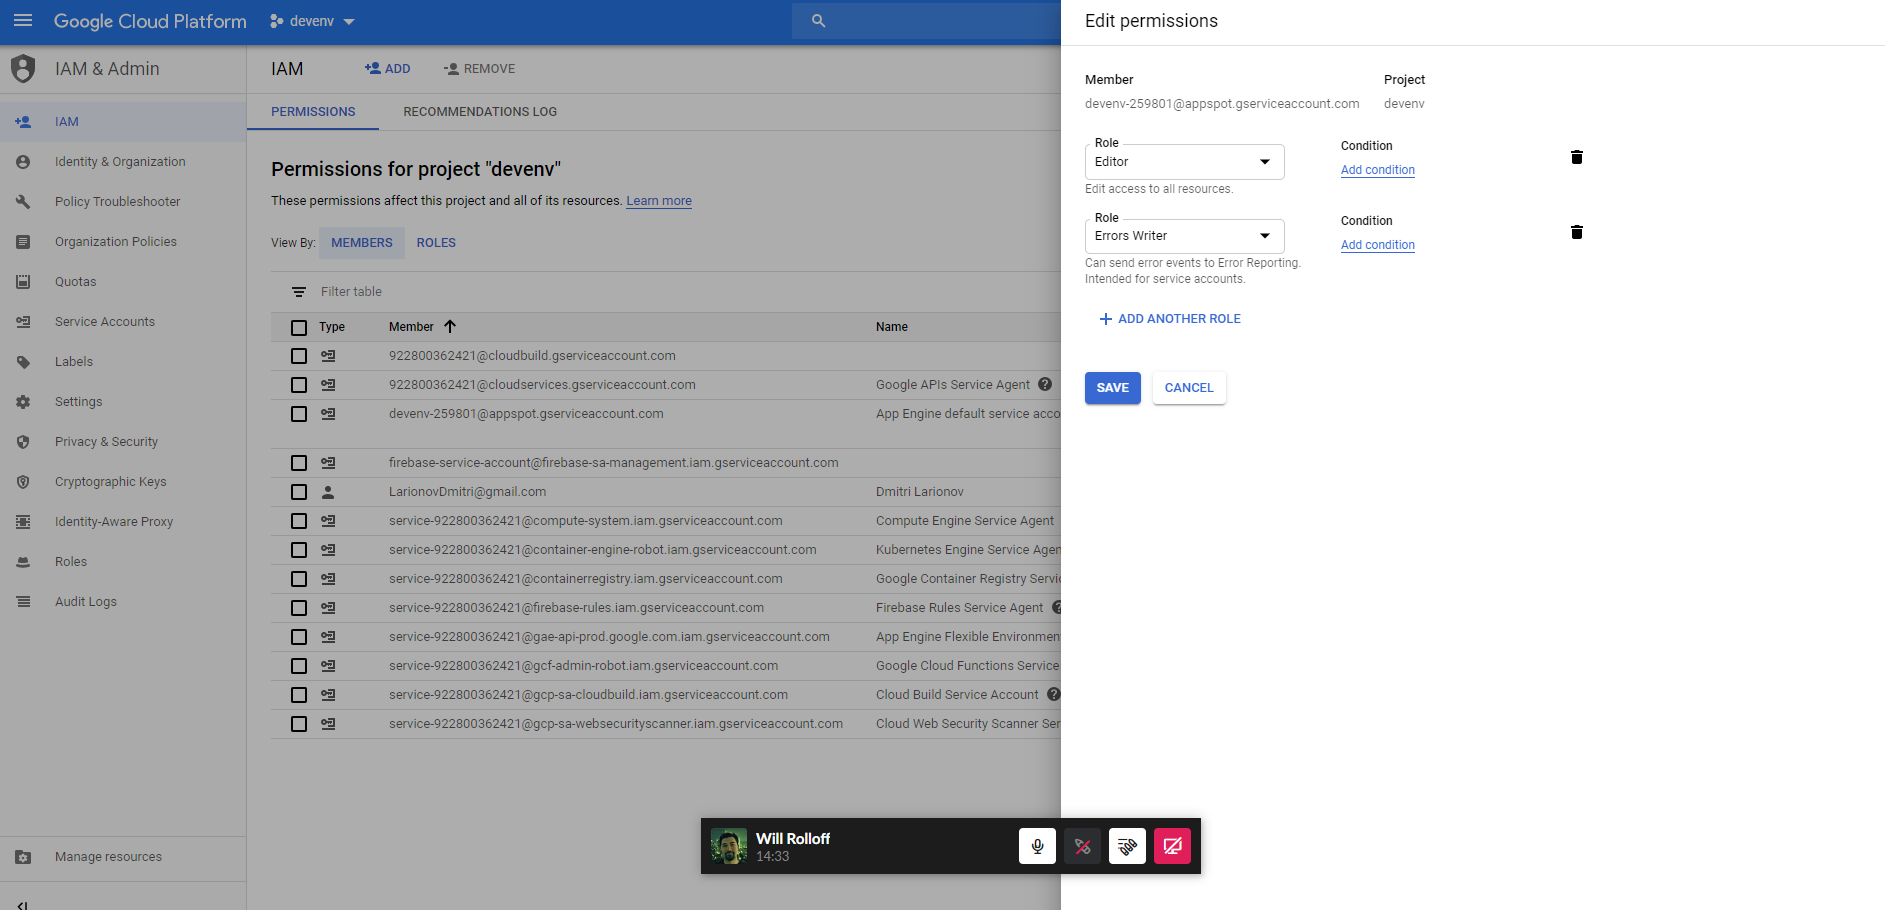 Google Cloud Platform
devenv
Edit permissions
IAM & Admin
IAM
ADD
REMOVE
PERMISSIONS
RECOMMENDATIONS LOG
IAM
Identity & Organization
Policy Troubleshooter
Organization Policies
Quotas
Service Accounts
Labels
Settings
Privacy & Security
Cryptographic Keys
Identity-Aware Proxy
Roles
Audit Logs
Manage resources
Permissions for project "devenv"
These permissions affect this project and all of its resources. Learn more
View By: MEMBERS ROLES
Filter table
Type Member Name
922800362421@cloudbuild.gserviceaccount.com
922800362421@cloudservices.gserviceaccount.com Google APIs Service Agent
devenv-259801@appspot.gserviceaccount.com App Engine default service acco
firebase-service-account@firebase-sa-management.iam.gserviceaccount.com
LarionovDmitri@gmail.com Dmitri Larionov
service-922800362421@compute-system.iam.gserviceaccount.com Compute Engine Service Agent
service-922800362421@container-engine-robot.iam.gserviceaccount.com Kubernetes Engine Service Agen
service-922800362421@containerregistry.iam.gserviceaccount.com Google Container Registry Servic
service-922800362421@firebase-rules.iam.gserviceaccount.com Firebase Rules Service Agent
service-922800362421@gae-api-prod.google.com.iam.gserviceaccount.com App Engine Flexible Environmen
service-922800362421@gcf-admin-robot.iam.gserviceaccount.com Google Cloud Functions Service
service-922800362421@gcp-sa-cloudbuild.iam.gserviceaccount.com Cloud Build Service Account
service-922800362421@gcp-sa-websecurityscanner.iam.gserviceaccount.com Cloud Web Security Scanner Ser
Member Project
devenv-259801@appspot.gserviceaccount.com devenv
Role
Editor
Condition
Add condition
Edit access to all resources.
Role
Errors Writer
Condition
Add condition
Can send error events to Error Reporting.
Intended for service accounts.
ADD ANOTHER ROLE
SAVE CANCEL
Will Rolloff
14:33